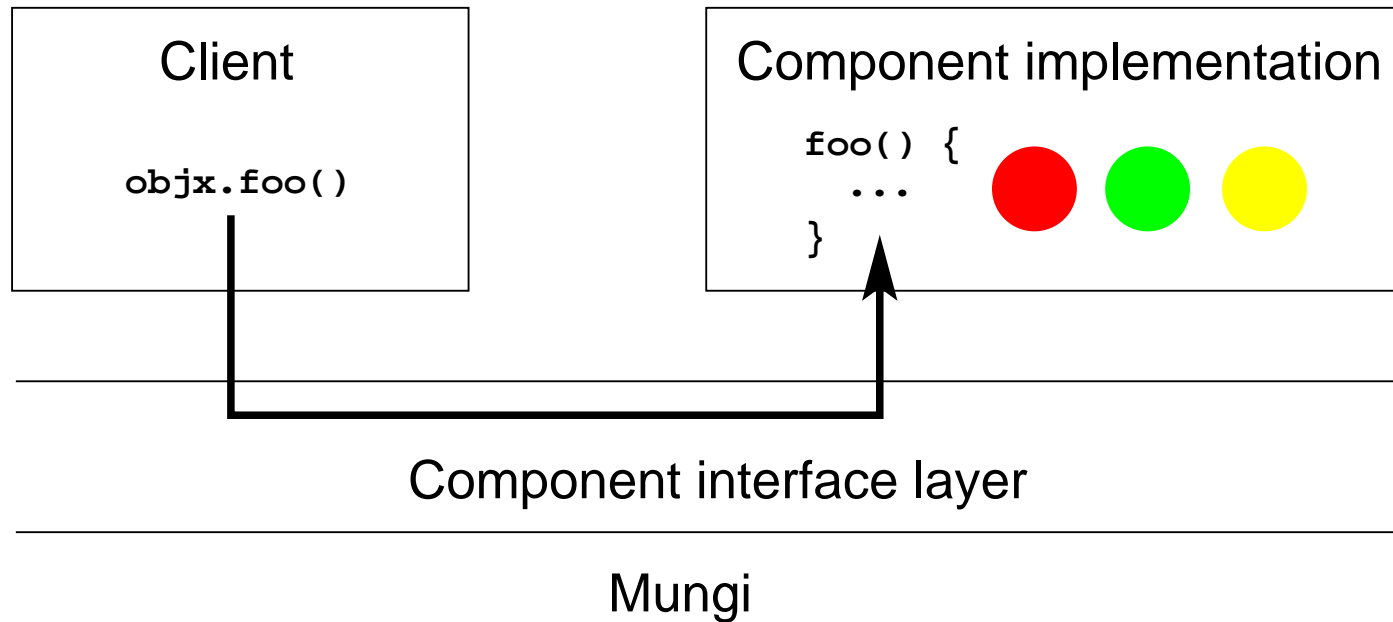 Client
objx.foo()
Component implementation
foo() {
...
}
Component interface layer
Mungi